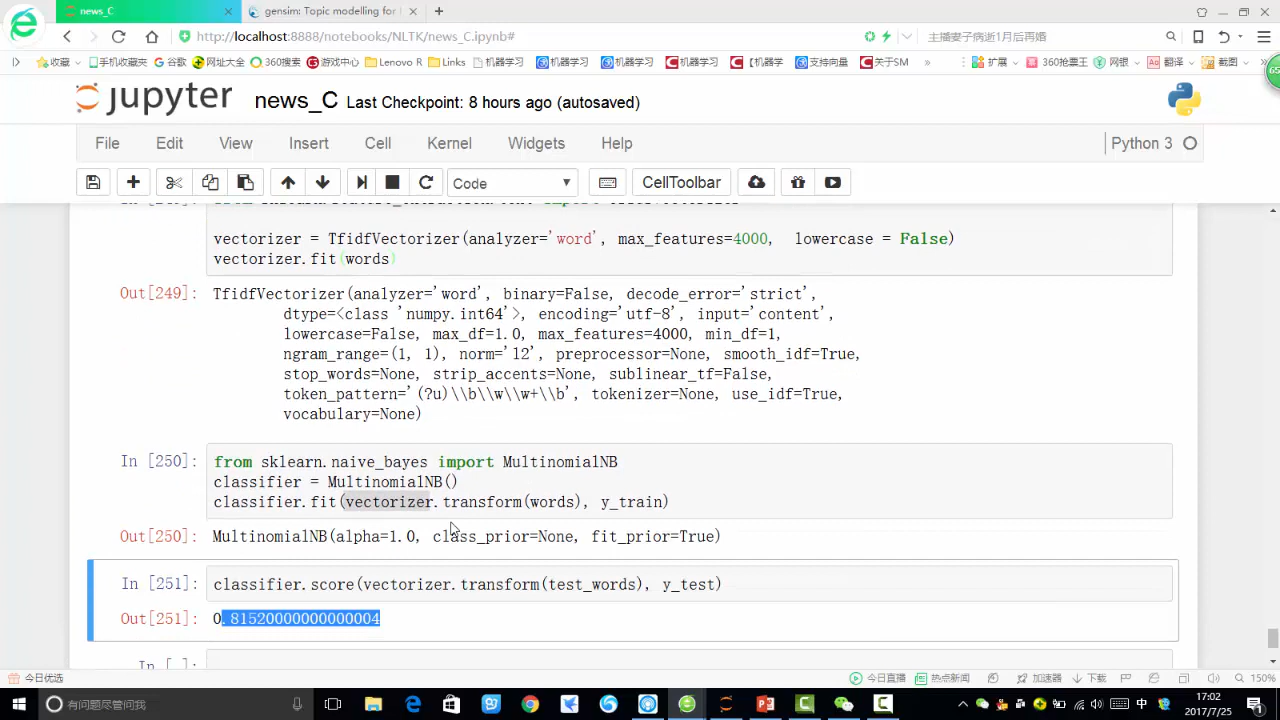 news_C
gensim: Topic modelling for
http://localhost:8888/notebooks/NLTK/news_C.ipynb#
主播妻子病逝1月后再婚
收藏 手机收藏夹 谷歌 网址大全 360搜索 游戏中心 Lenovo R Links 机器学习 机器学习 机器学习 机器学习 【机器学 支持向量 关于SM » 扩展 360抢票王 网银 翻译 截图
jupyter news_C Last Checkpoint: 8 hours ago (autosaved)
File Edit View Insert Cell Kernel Widgets Help Python 3
Code CellToolbar
vectorizer = TfidfVectorizer(analyzer='word', max_features=4000, lowercase = False)
vectorizer.fit(words)
Out[249]: TfidfVectorizer(analyzer='word', binary=False, decode_error='strict',
dtype=<class 'numpy.int64'>, encoding='utf-8', input='content',
lowercase=False, max_df=1.0, max_features=4000, min_df=1,
ngram_range=(1, 1), norm='l2', preprocessor=None, smooth_idf=True,
stop_words=None, strip_accents=None, sublinear_tf=False,
token_pattern='(?u)\\b\\w\\w+\\b', tokenizer=None, use_idf=True,
vocabulary=None)
In [250]: from sklearn.naive_bayes import MultinomialNB
classifier = MultinomialNB()
classifier.fit(vectorizer.transform(words), y_train)
Out[250]: MultinomialNB(alpha=1.0, class_prior=None, fit_prior=True)
In [251]: classifier.score(vectorizer.transform(test_words), y_test)
Out[251]: 0.81520000000000004
In [ ]:
今日优选 今日直播 热点新闻 加速器 下载 150%
有问题尽管问我 中 17:02
2017/7/25